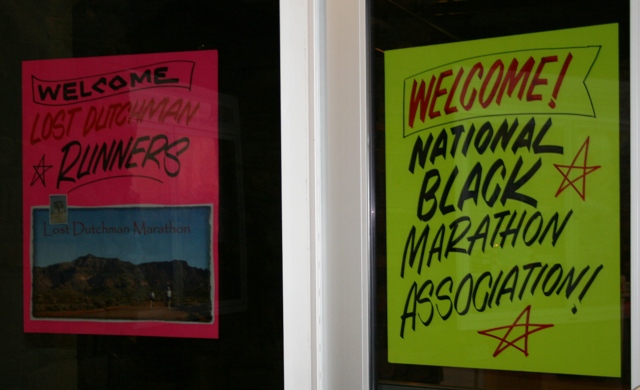 WELCOME
LOST DUTCHMAN
RUNNERS
Lost Dutchman Marathon
WELCOME!
NATIONAL
BLACK
MARATHON
ASSOCIATION!